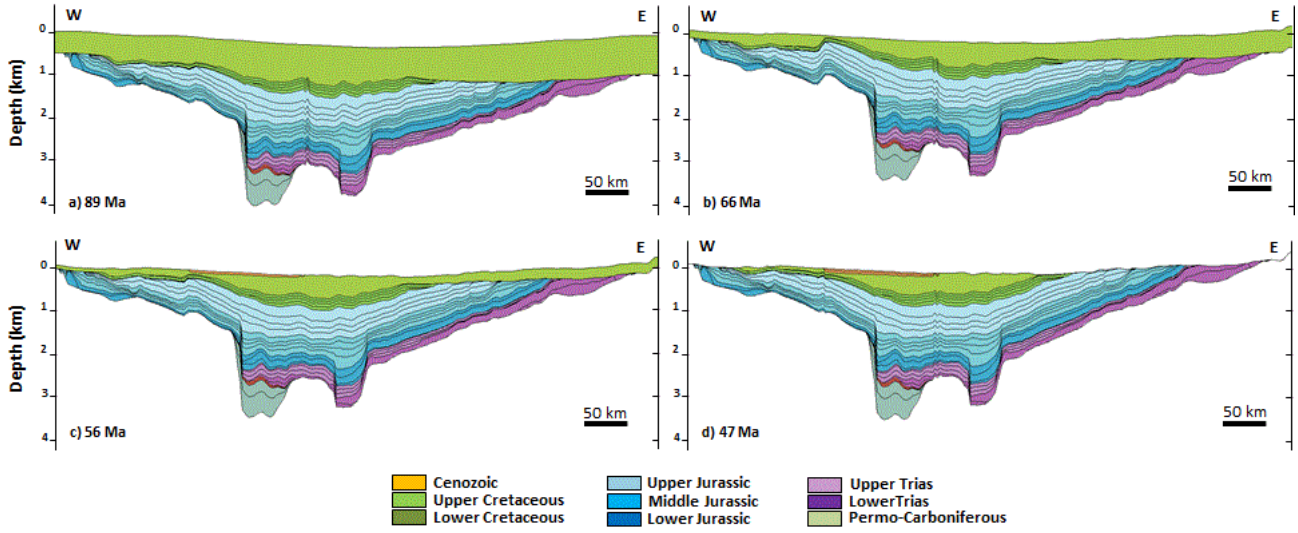 W E
W E
0
1
2
3
4
Depth (km)
50 km
a) 89 Ma
0
1
2
3
4
50 km
b) 66 Ma
W E
W E
0
1
2
3
4
Depth (km)
50 km
c) 56 Ma
0
1
2
3
4
50 km
d) 47 Ma
Cenozoic
Upper Cretaceous
Lower Cretaceous
Upper Jurassic
Middle Jurassic
Lower Jurassic
Upper Trias
LowerTrias
Permo-Carboniferous